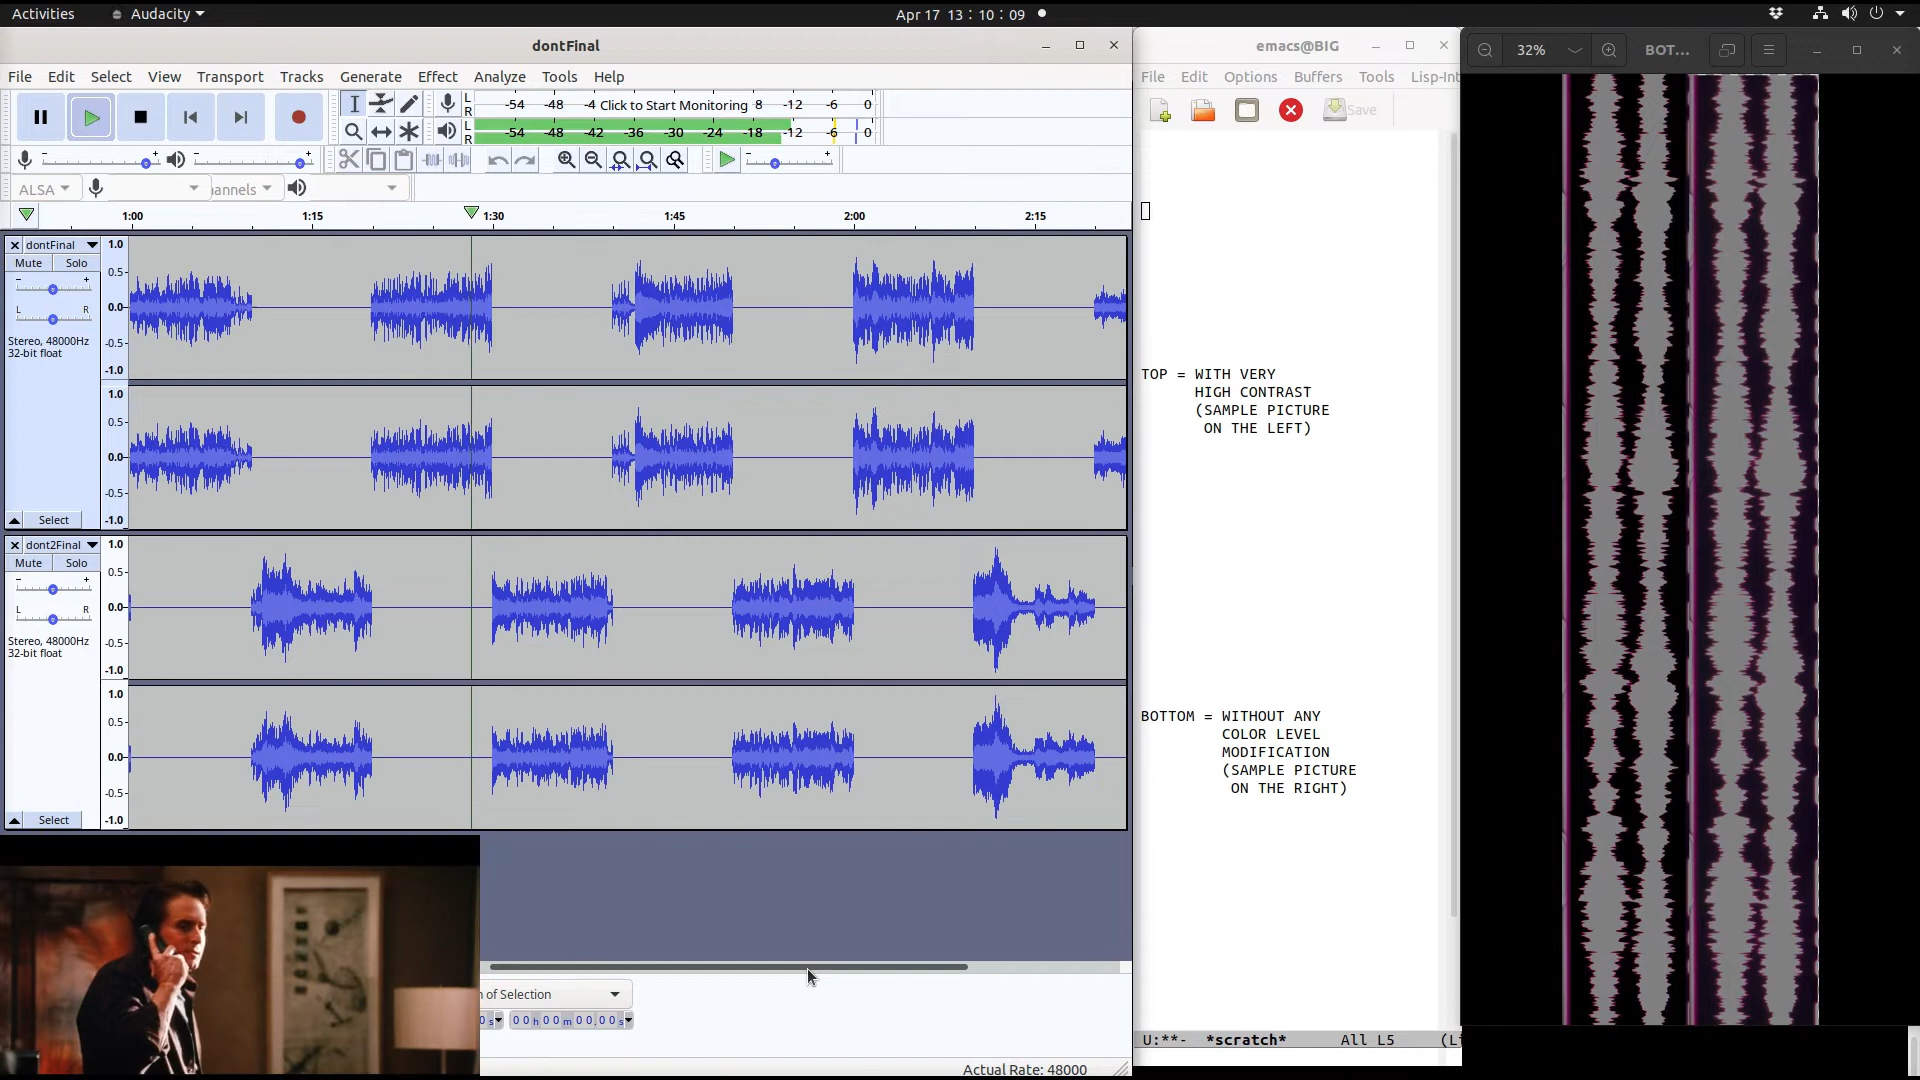 Activities
Audacity
Apr 17 13:10:09
dontFinal
File Edit Select View Transport Tracks Generate Effect Analyze Tools Help
L -54 -48 -4 Click to Start Monitoring 8 -12 -6 0
R
L -54 -48 -42 -36 -30 -24 -18 -12 -6 0
R
ALSA
1:00 1:15 1:30 1:45 2:00 2:15
dontFinal
Mute Solo
L R
Stereo, 48000Hz
32-bit float
Select
1.0
0.5
0.0
-0.5
-1.0
1.0
0.5
0.0
-0.5
-1.0
dont2Final
Mute Solo
L R
Stereo, 48000Hz
32-bit float
Select
1.0
0.5
0.0
-0.5
-1.0
1.0
0.5
0.0
-0.5
-1.0
of Selection
0 s 00 h 00 m 00.00 s
Actual Rate: 48000
emacs@BIG
File Edit Options Buffers Tools Lisp-Int
Save
TOP = WITH VERY
HIGH CONTRAST
(SAMPLE PICTURE
ON THE LEFT)
BOTTOM = WITHOUT ANY
COLOR LEVEL
MODIFICATION
(SAMPLE PICTURE
ON THE RIGHT)
U:**- *scratch* All L5 (Li
32%
BOT...